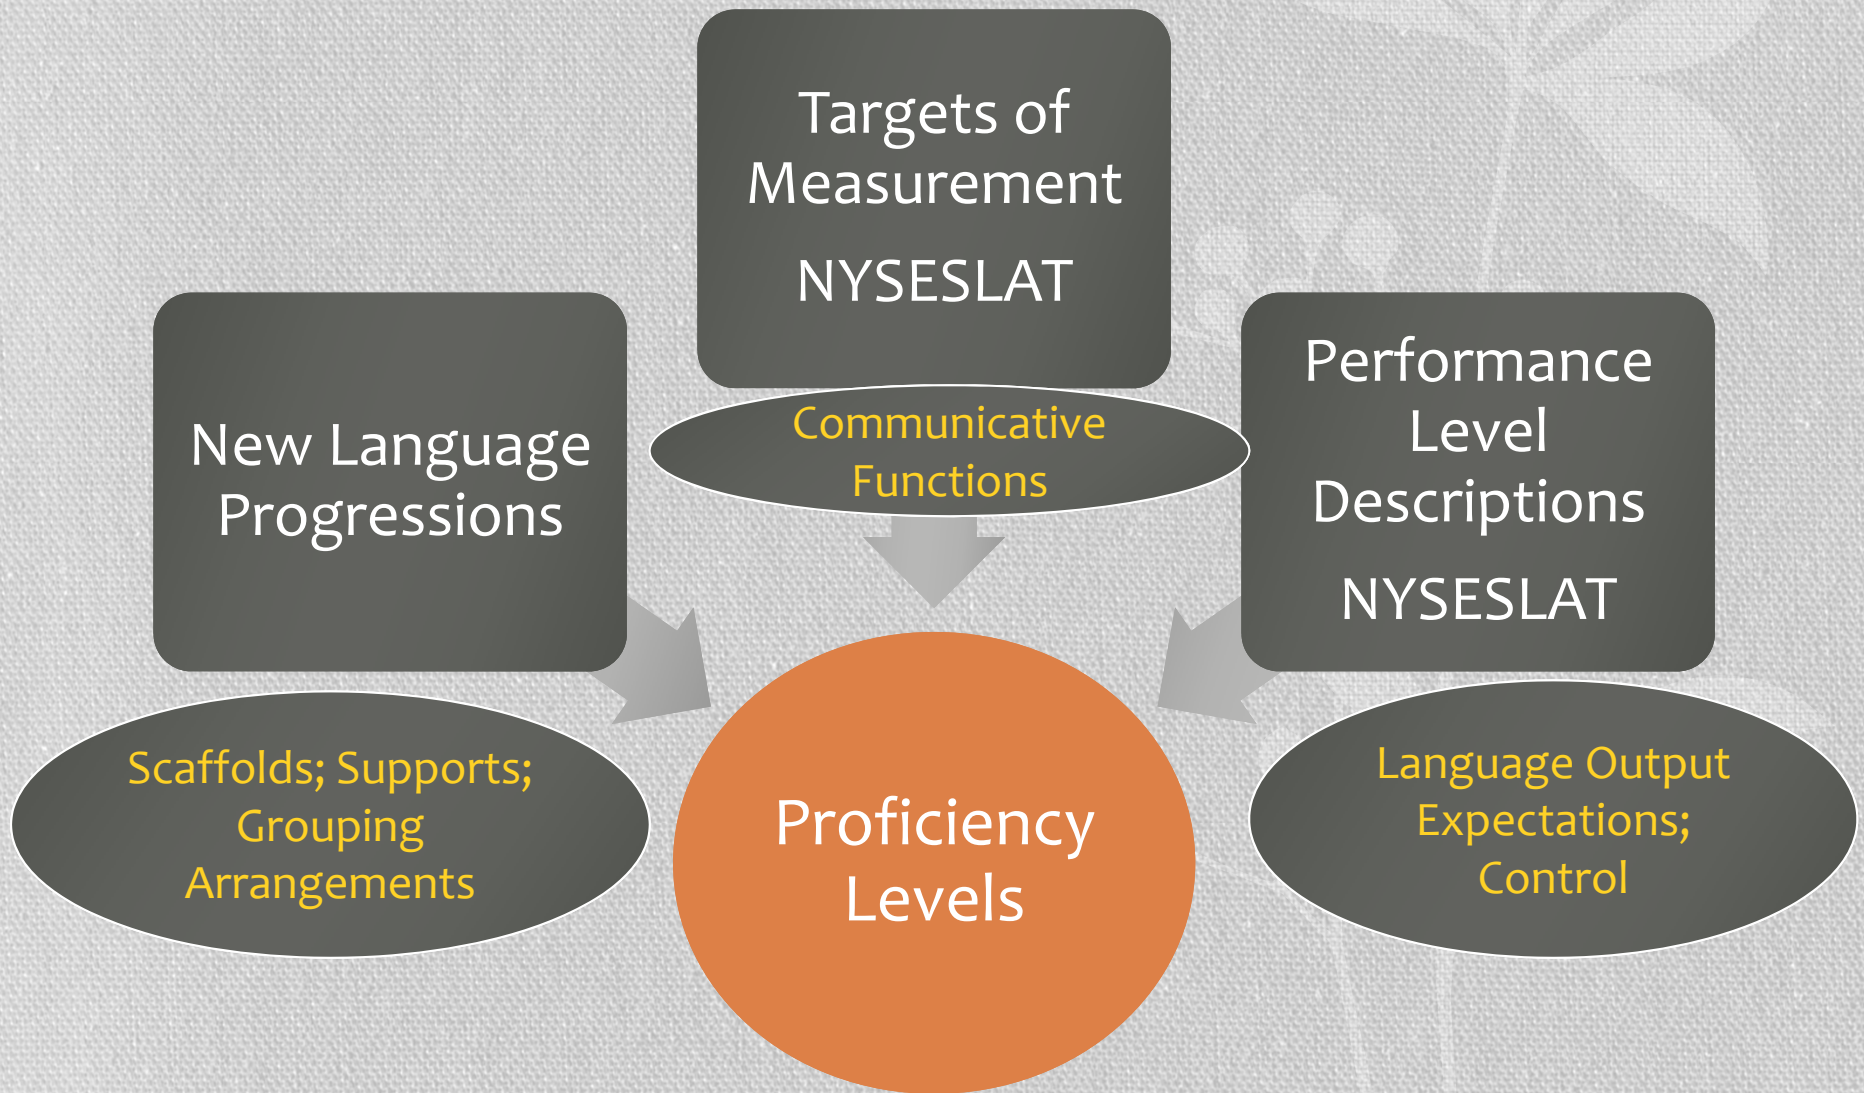 Targets of
Measurement
NYSESLAT
Communicative
Functions
New Language
Progressions
Scaffolds; Supports;
Grouping
Arrangements
Performance
Level
Descriptions
NYSESLAT
Language Output
Expectations;
Control
Proficiency
Levels